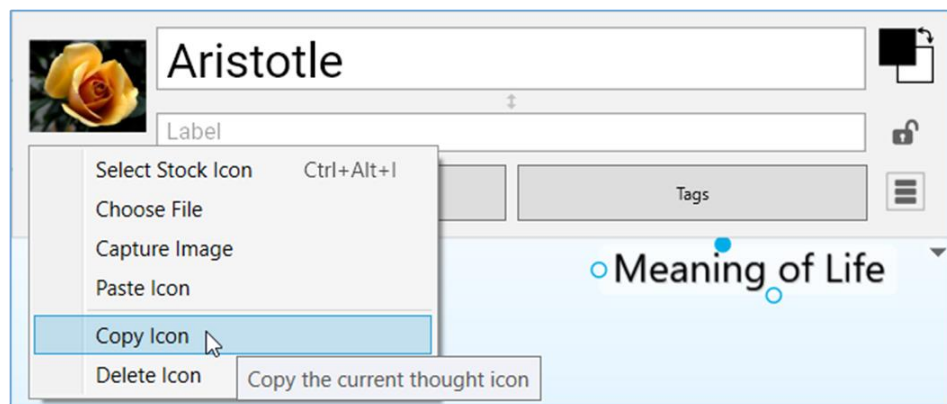 Aristotle
Label
Tags
Select Stock Icon Ctrl+Alt+I
Choose File
Capture Image
Paste Icon
Copy Icon
Delete Icon
Copy the current thought icon
Meaning of Life